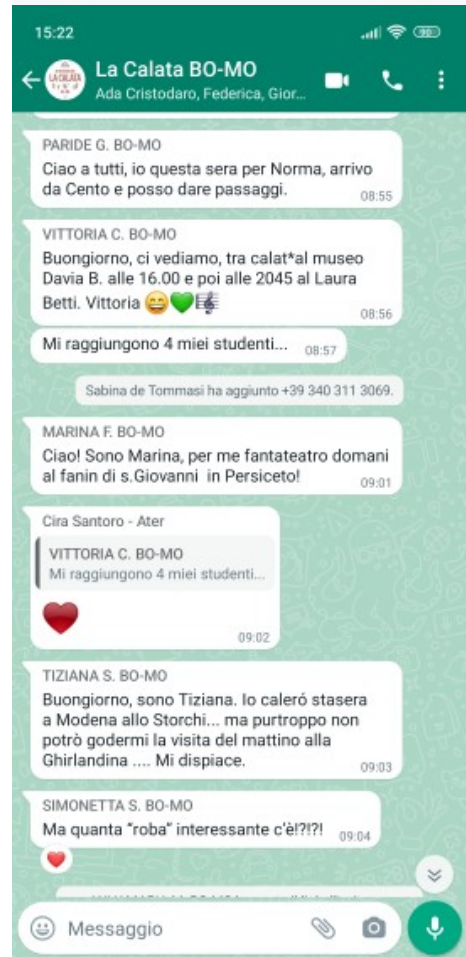 15:22
90
LA CALATA
La Calata BO-MO
Ada Cristodaro, Federica, Gior...
PARIDE G. BO-MO
Ciao a tutti, io questa sera per Norma, arrivo
da Cento e posso dare passaggi.
08:55
VITTORIA C. BO-MO
Buongiorno, ci vediamo, tra calat*al museo
Davia B. alle 16.00 e poi alle 2045 al Laura
Betti. Vittoria 😄💚🎼
08:56
Mi raggiungono 4 miei studenti...
08:57
Sabina de Tommasi ha aggiunto +39 340 311 3069.
MARINA F. BO-MO
Ciao! Sono Marina, per me fantateatro domani
al fanin di s.Giovanni in Persiceto!
09:01
Cira Santoro - Ater
VITTORIA C. BO-MO
Mi raggiungono 4 miei studenti...
❤️
09:02
TIZIANA S. BO-MO
Buongiorno, sono Tiziana. Io caleró stasera
a Modena allo Storchi... ma purtroppo non
potrò godermi la visita del mattino alla
Ghirlandina .... Mi dispiace.
09:03
SIMONETTA S. BO-MO
Ma quanta "roba" interessante c'è!?!?!
09:04
❤️
Messaggio